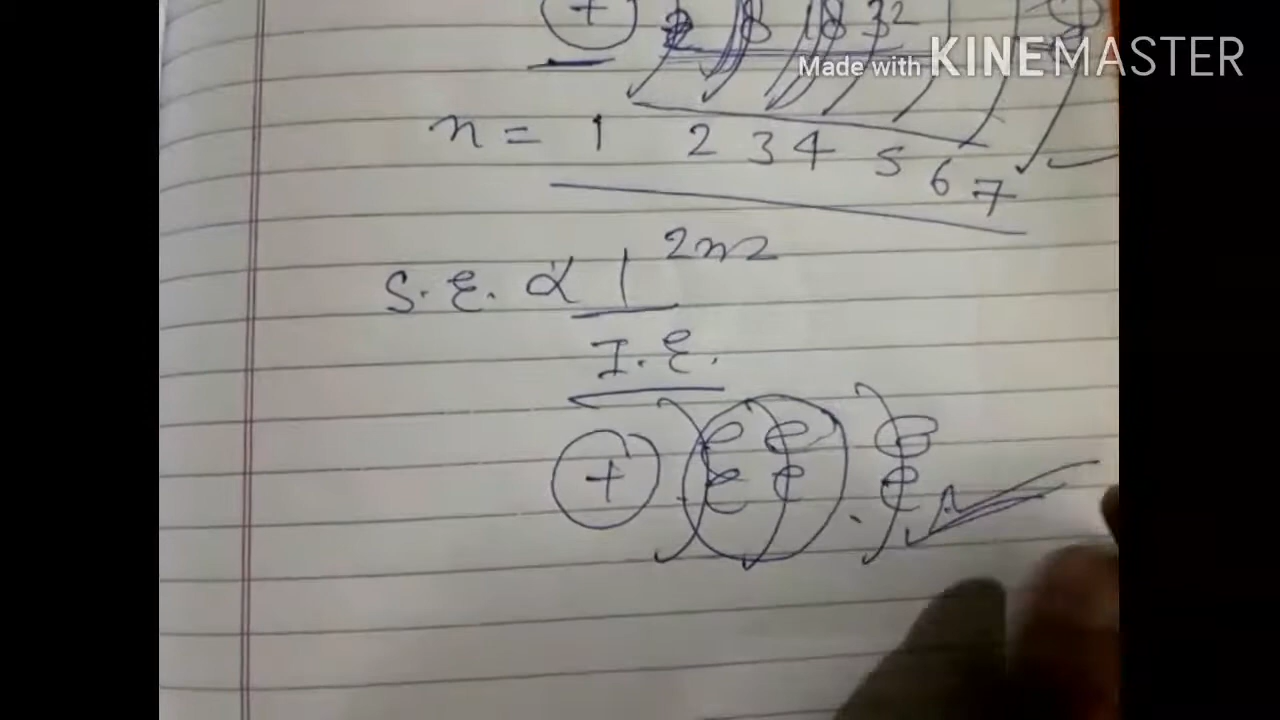 + 2 8 18 32
Made with KINEMASTER
n = 1 2 3 4 5 6 7
S.E. α 1 2n2
I.E.
+ e e e
e e e